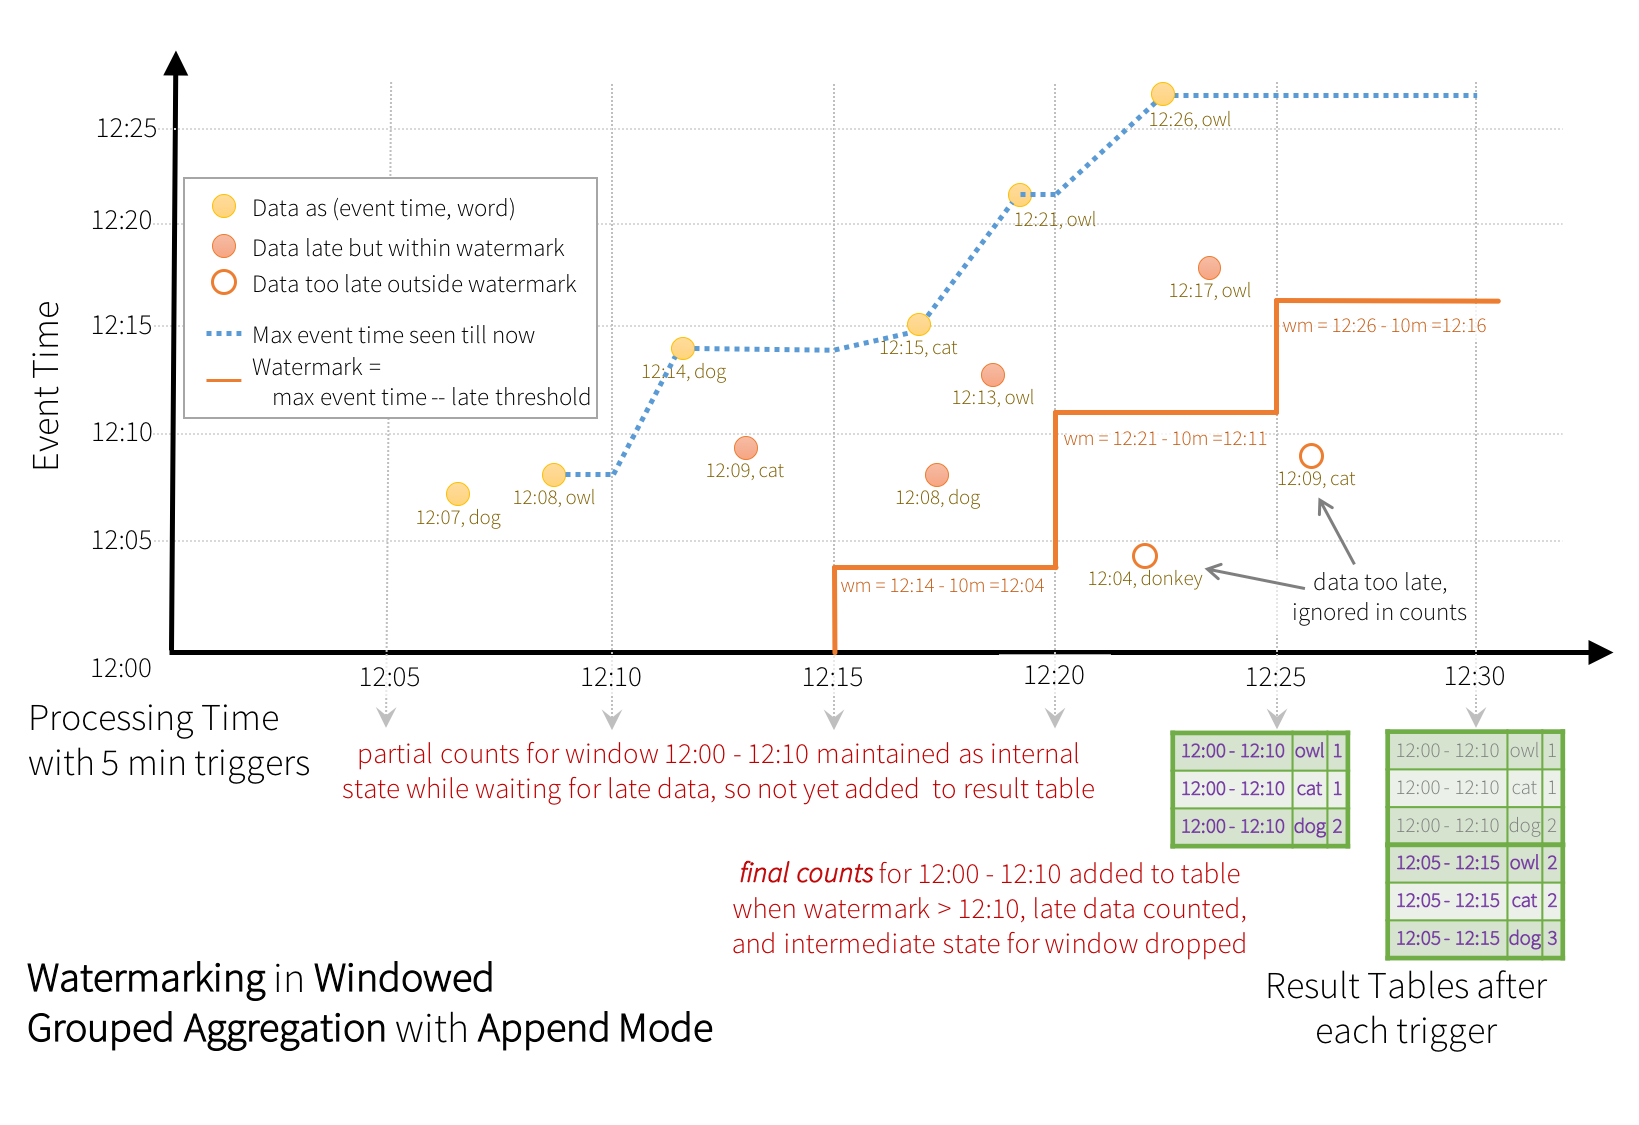 12:25
12:20
12:15
12:10
12:05
12:00
Event Time
Data as (event time, word)
Data late but within watermark
Data too late outside watermark
Max event time seen till now
Watermark =
max event time -- late threshold
12:26, owl
12:21, owl
12:17, owl
12:15, cat
12:14, dog
12:13, owl
12:09, cat
12:08, dog
12:08, owl
12:07, dog
wm = 12:26 - 10m =12:16
wm = 12:21 - 10m =12:11
wm = 12:14 - 10m =12:04
12:09, cat
12:04, donkey
data too late,
ignored in counts
12:05
12:10
12:15
12:20
12:25
12:30
Processing Time
with 5 min triggers
partial counts for window 12:00 - 12:10 maintained as internal
state while waiting for late data, so not yet added to result table
12:00 - 12:10 owl 1
12:00 - 12:10 cat 1
12:00 - 12:10 dog 2
12:00 - 12:10 owl 1
12:00 - 12:10 cat 1
12:00 - 12:10 dog 2
12:05 - 12:15 owl 2
12:05 - 12:15 cat 2
12:05 - 12:15 dog 3
final counts for 12:00 - 12:10 added to table
when watermark > 12:10, late data counted,
and intermediate state for window dropped
Result Tables after
each trigger
Watermarking in Windowed
Grouped Aggregation with Append Mode